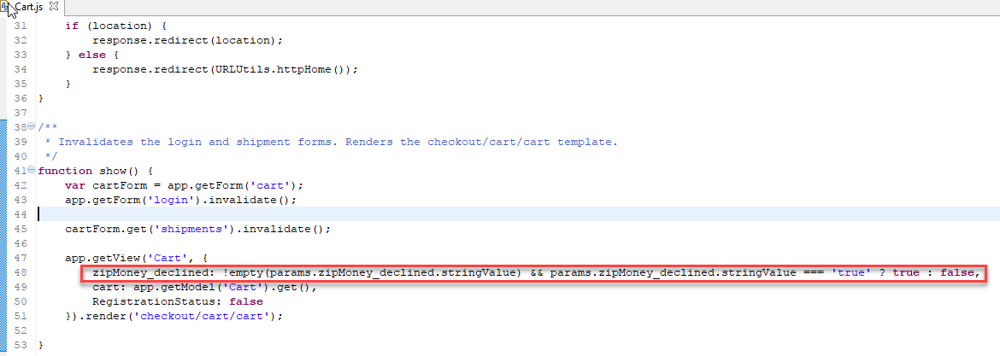 Cart.js
31 if (location) {
32 response.redirect(location);
33 } else {
34 response.redirect(URLUtils.httpHome());
35 }
36 }
37
38 /**
39 * Invalidates the login and shipment forms. Renders the checkout/cart/cart template.
40 */
41 function show() {
42 var cartForm = app.getForm('cart');
43 app.getForm('login').invalidate();
44
45 cartForm.get('shipments').invalidate();
46
47 app.getView('Cart', {
48 zipMoney_declined: !empty(params.zipMoney_declined.stringValue) && params.zipMoney_declined.stringValue === 'true' ? true : false,
49 cart: app.getModel('Cart').get(),
50 RegistrationStatus: false
51 }).render('checkout/cart/cart');
52
53 }